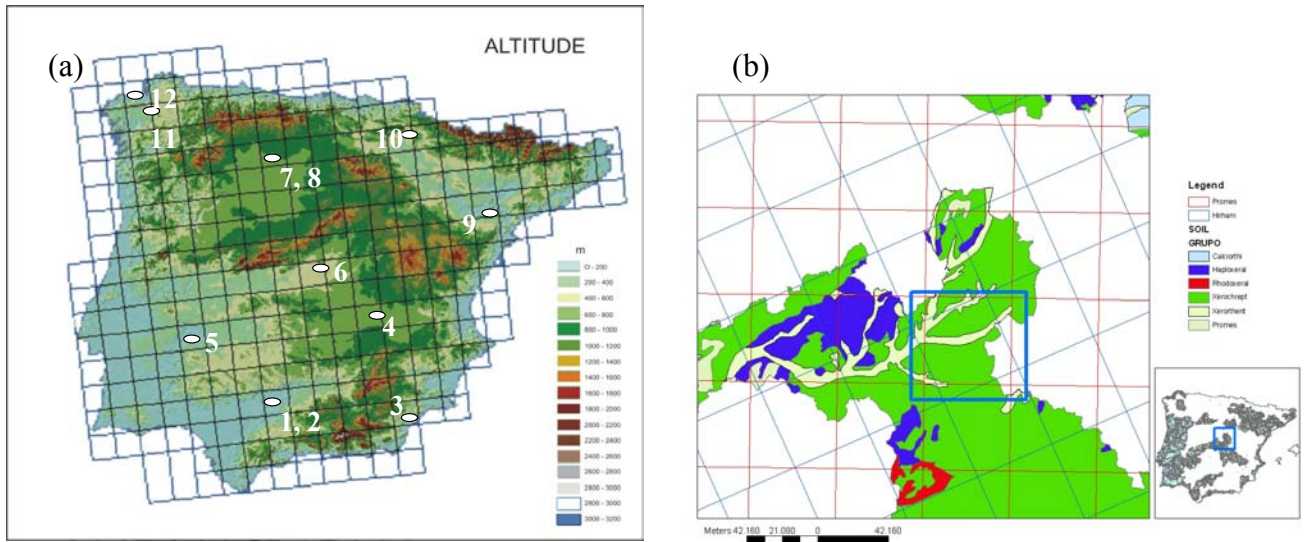 ALTITUDE
(a)
12
11
10
7, 8
9
6
4
5
3
1, 2
m
O - 200
200 - 400
400 - 600
600 - 800
800 - 1000
1000 - 1200
1200 - 1400
1400 - 1600
1600 - 1800
1800 - 2000
2000 - 2200
2200 - 2400
2400 - 2600
2600 - 2800
2800 - 3000
2800 - 3000
3000 - 3200
(b)
Legend
Promes
Hirham
SOIL
GRUPO
Calciorthi
Haploxeral
Rhodoxeral
Xerochrept
Xerorthent
Promes
Meters 42.160 21.080 0 42.160